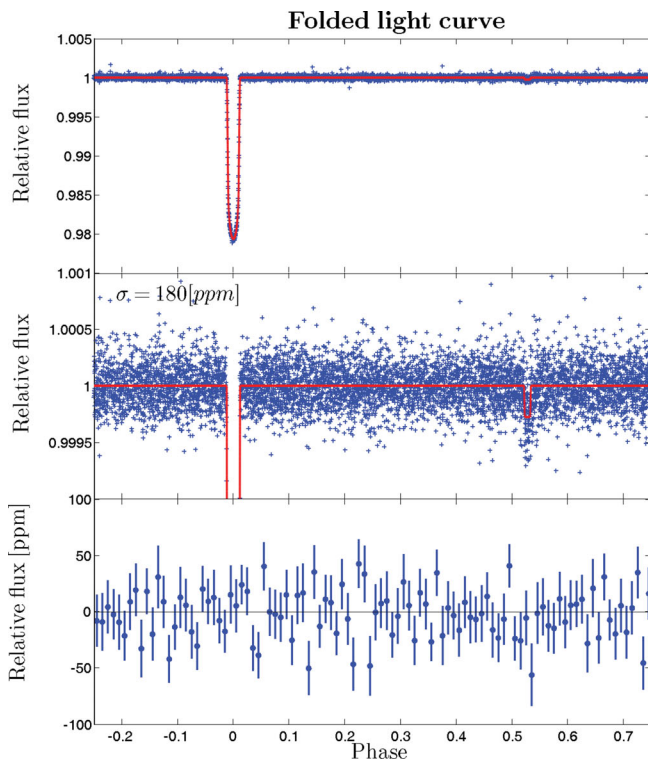 Folded light curve
1.005
1
0.995
0.99
0.985
0.98
Relative flux
1.001
1.0005
1
0.9995
Relative flux
σ = 180[ppm]
100
50
0
-50
-100
Relative flux [ppm]
-0.2 -0.1 0 0.1 0.2 0.3 0.4 0.5 0.6 0.7
Phase